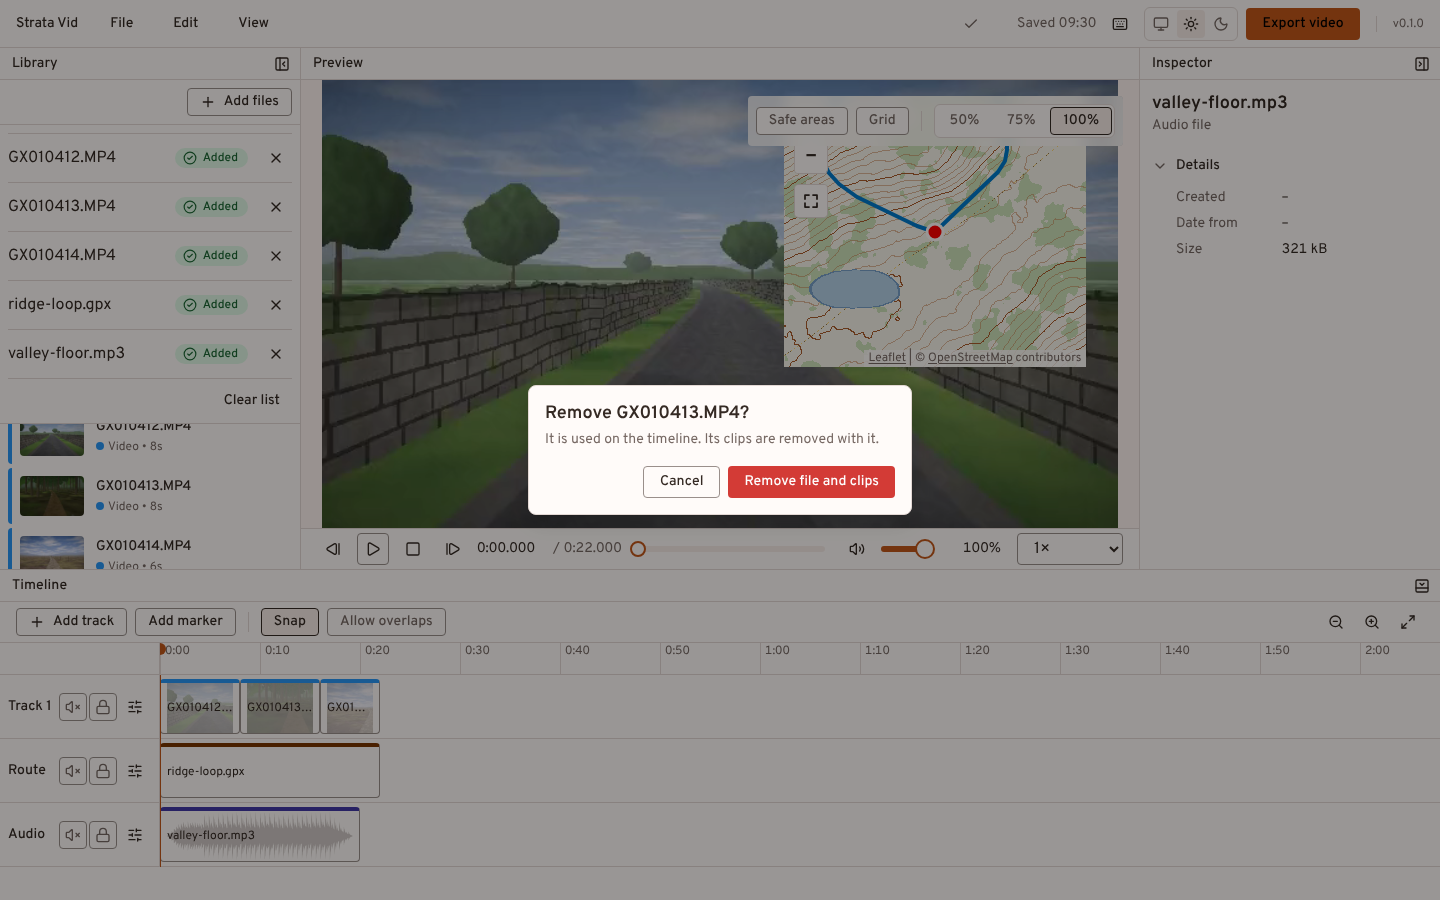 Strata Vid File Edit View Saved 09:30 Export video v0.1.0
Library
Preview
Inspector
Add files
GX010412.MP4 Added
GX010413.MP4 Added
GX010414.MP4 Added
ridge-loop.gpx Added
valley-floor.mp3 Added
Clear list
GX010412.MP4
Video • 8s
GX010413.MP4
Video • 8s
GX010414.MP4
Video • 6s
Safe areas Grid 50% 75% 100%
Leaflet | © OpenStreetMap contributors
valley-floor.mp3
Audio file
Details
Created –
Date from –
Size 321 kB
Remove GX010413.MP4?
It is used on the timeline. Its clips are removed with it.
Cancel Remove file and clips
0:00.000 / 0:22.000 100% 1×
Timeline
Add track Add marker Snap Allow overlaps
0:00 0:10 0:20 0:30 0:40 0:50 1:00 1:10 1:20 1:30 1:40 1:50 2:00
Track 1 GX010412... GX010413... GX01...
Route ridge-loop.gpx
Audio valley-floor.mp3